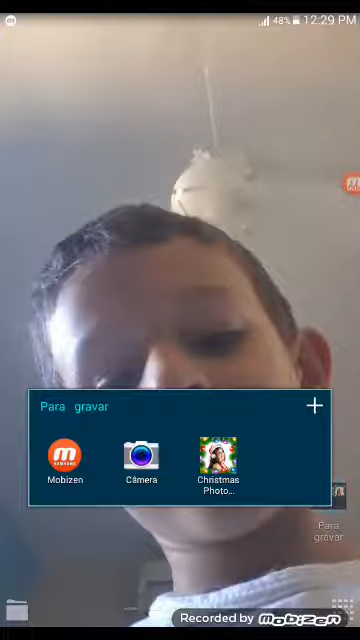 48% 12:29 PM
Para gravar
Mobizen
Câmera
Christmas
Photo...
Para
gravar
Recorded by MOBIZEN